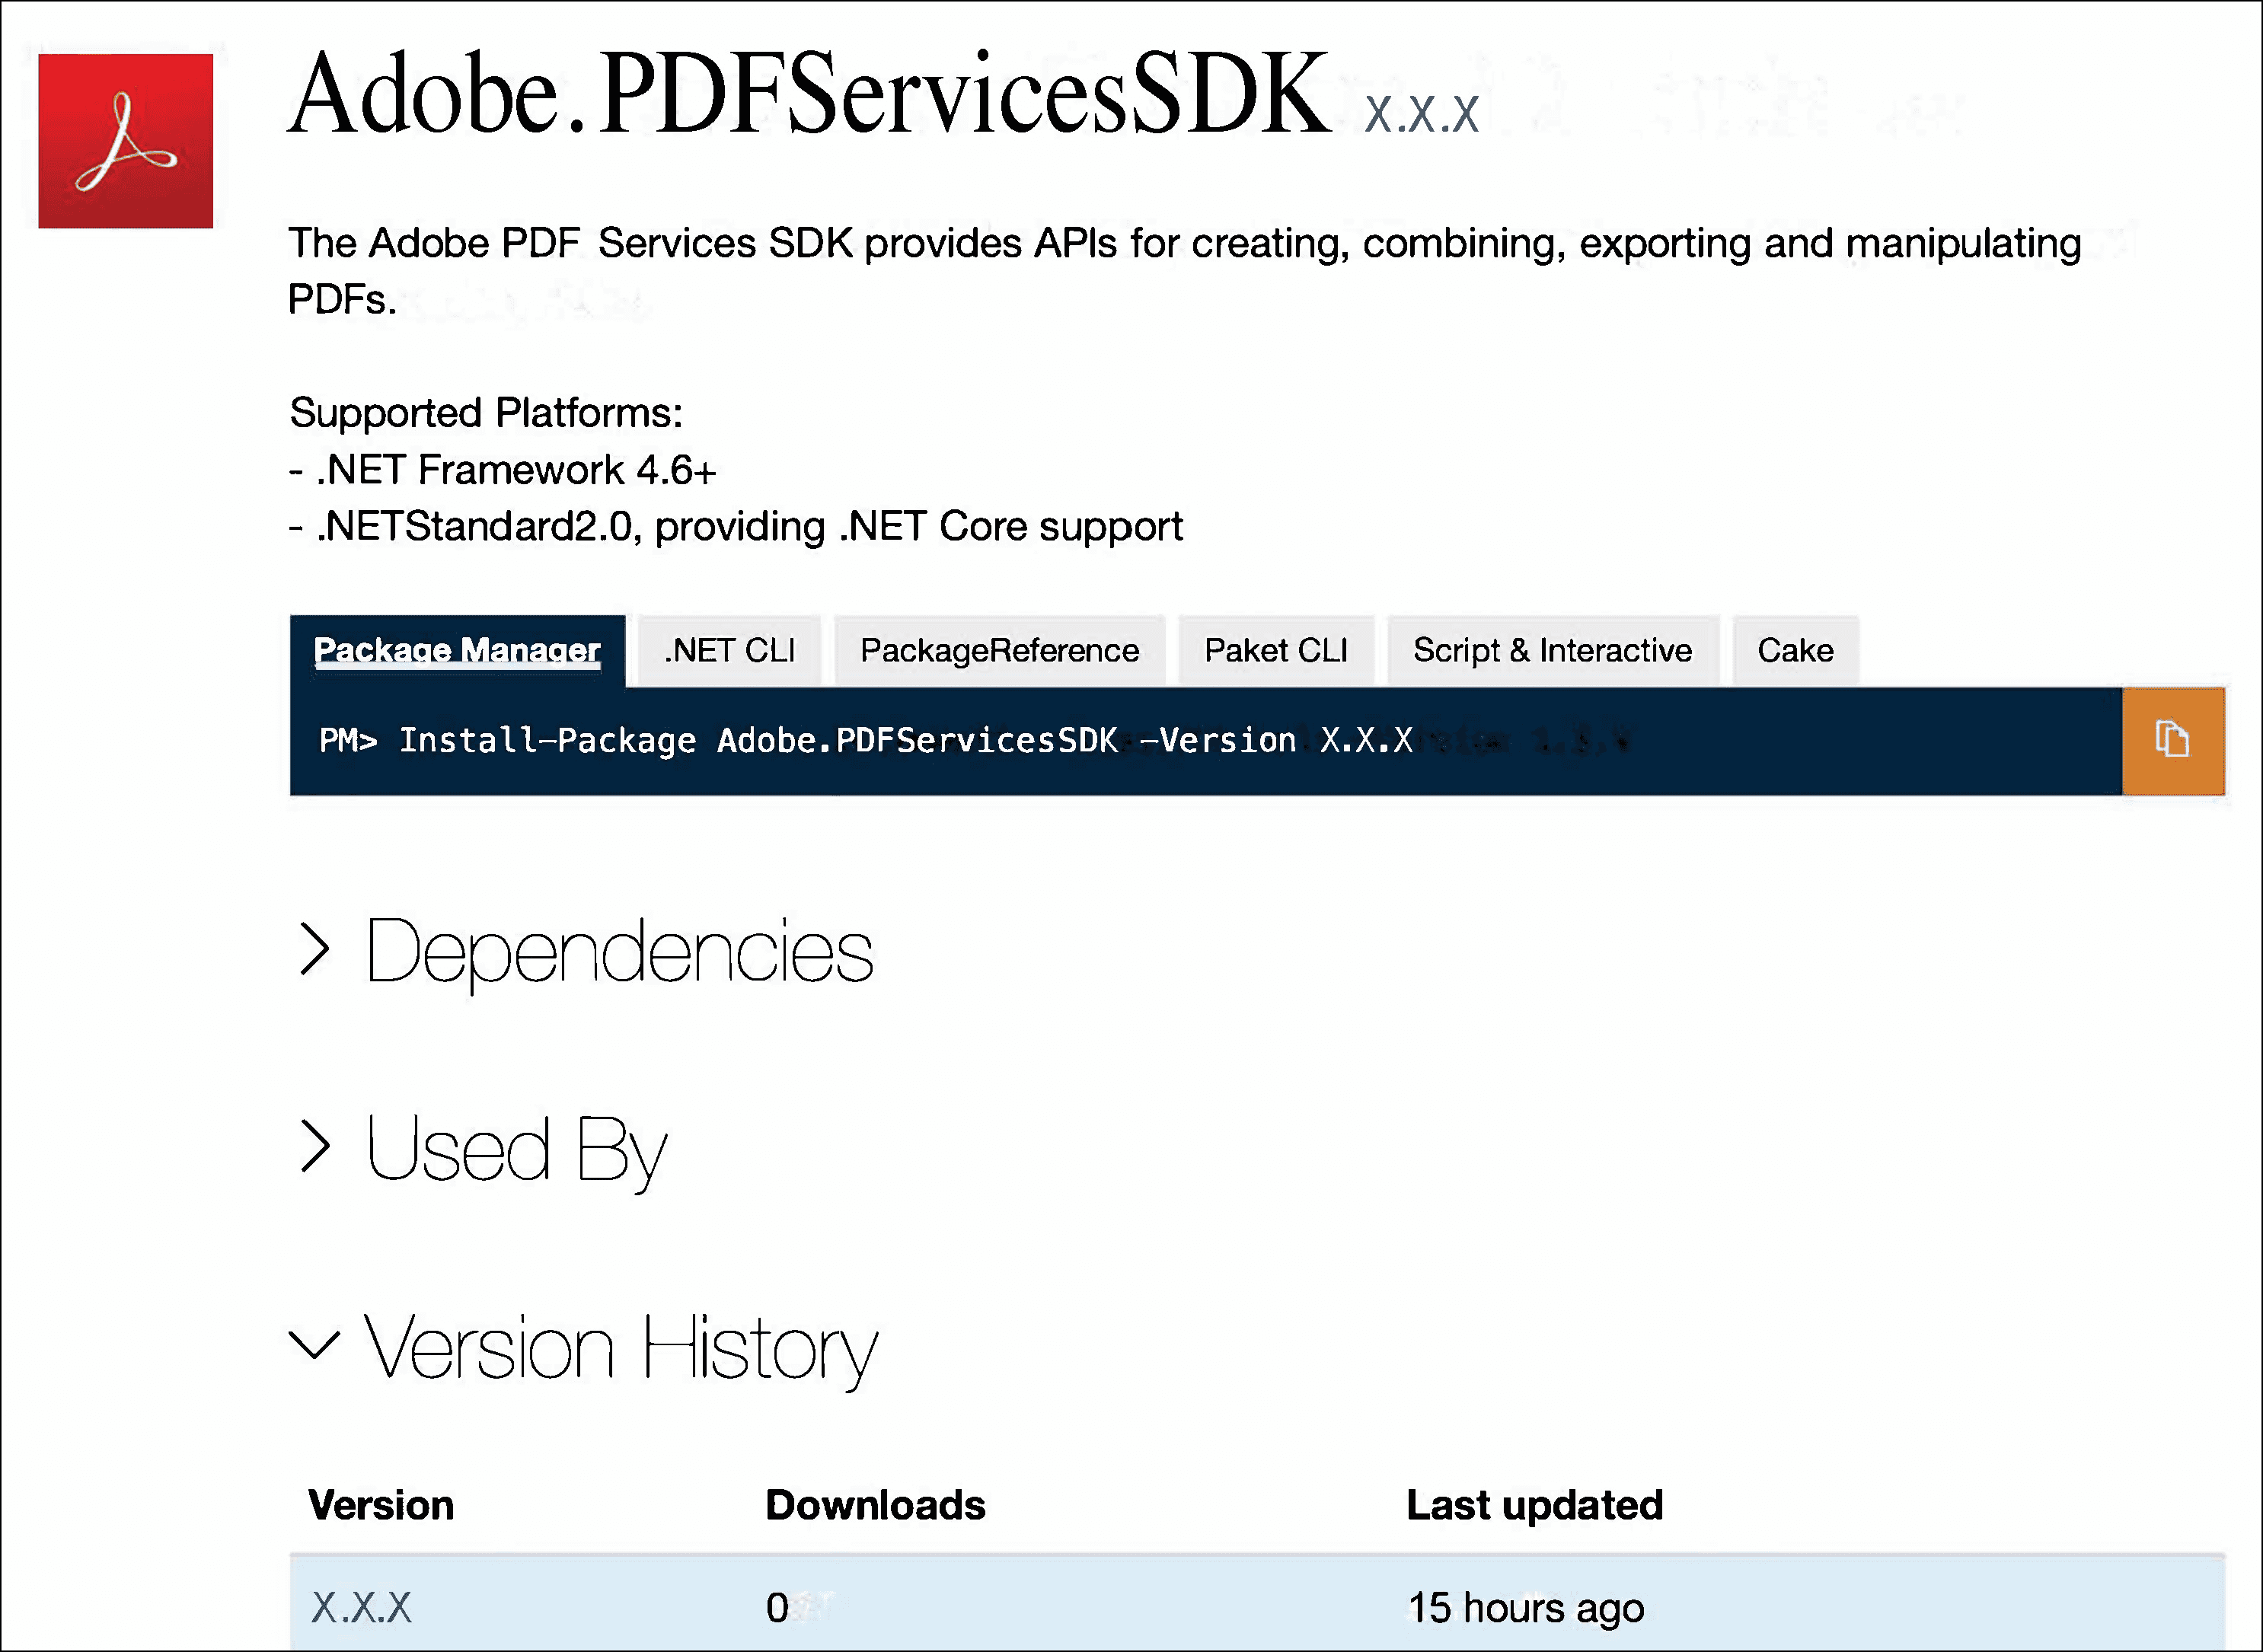 Adobe.PDFServicesSDK X.X.X
The Adobe PDF Services SDK provides APIs for creating, combining, exporting and manipulating
PDFs.
Supported Platforms:
- .NET Framework 4.6+
- .NETStandard2.0, providing .NET Core support
Package Manager .NET CLI PackageReference Paket CLI Script & Interactive Cake
PM> Install-Package Adobe.PDFServicesSDK -Version X.X.X
Dependencies
Used By
Version History
Version Downloads Last updated
X.X.X 0 15 hours ago